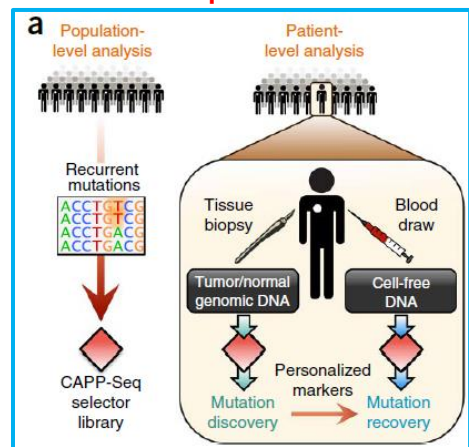 a
Population-
level analysis
Patient-
level analysis
Recurrent
mutations
ACCTGTCG
ACCTGTCG
ACCTGACG
ACCTGACG
CAPP-Seq
selector
library
Tissue
biopsy
Blood
draw
Tumor/normal
genomic DNA
Cell-free
DNA
Personalized
markers
Mutation
discovery
Mutation
recovery